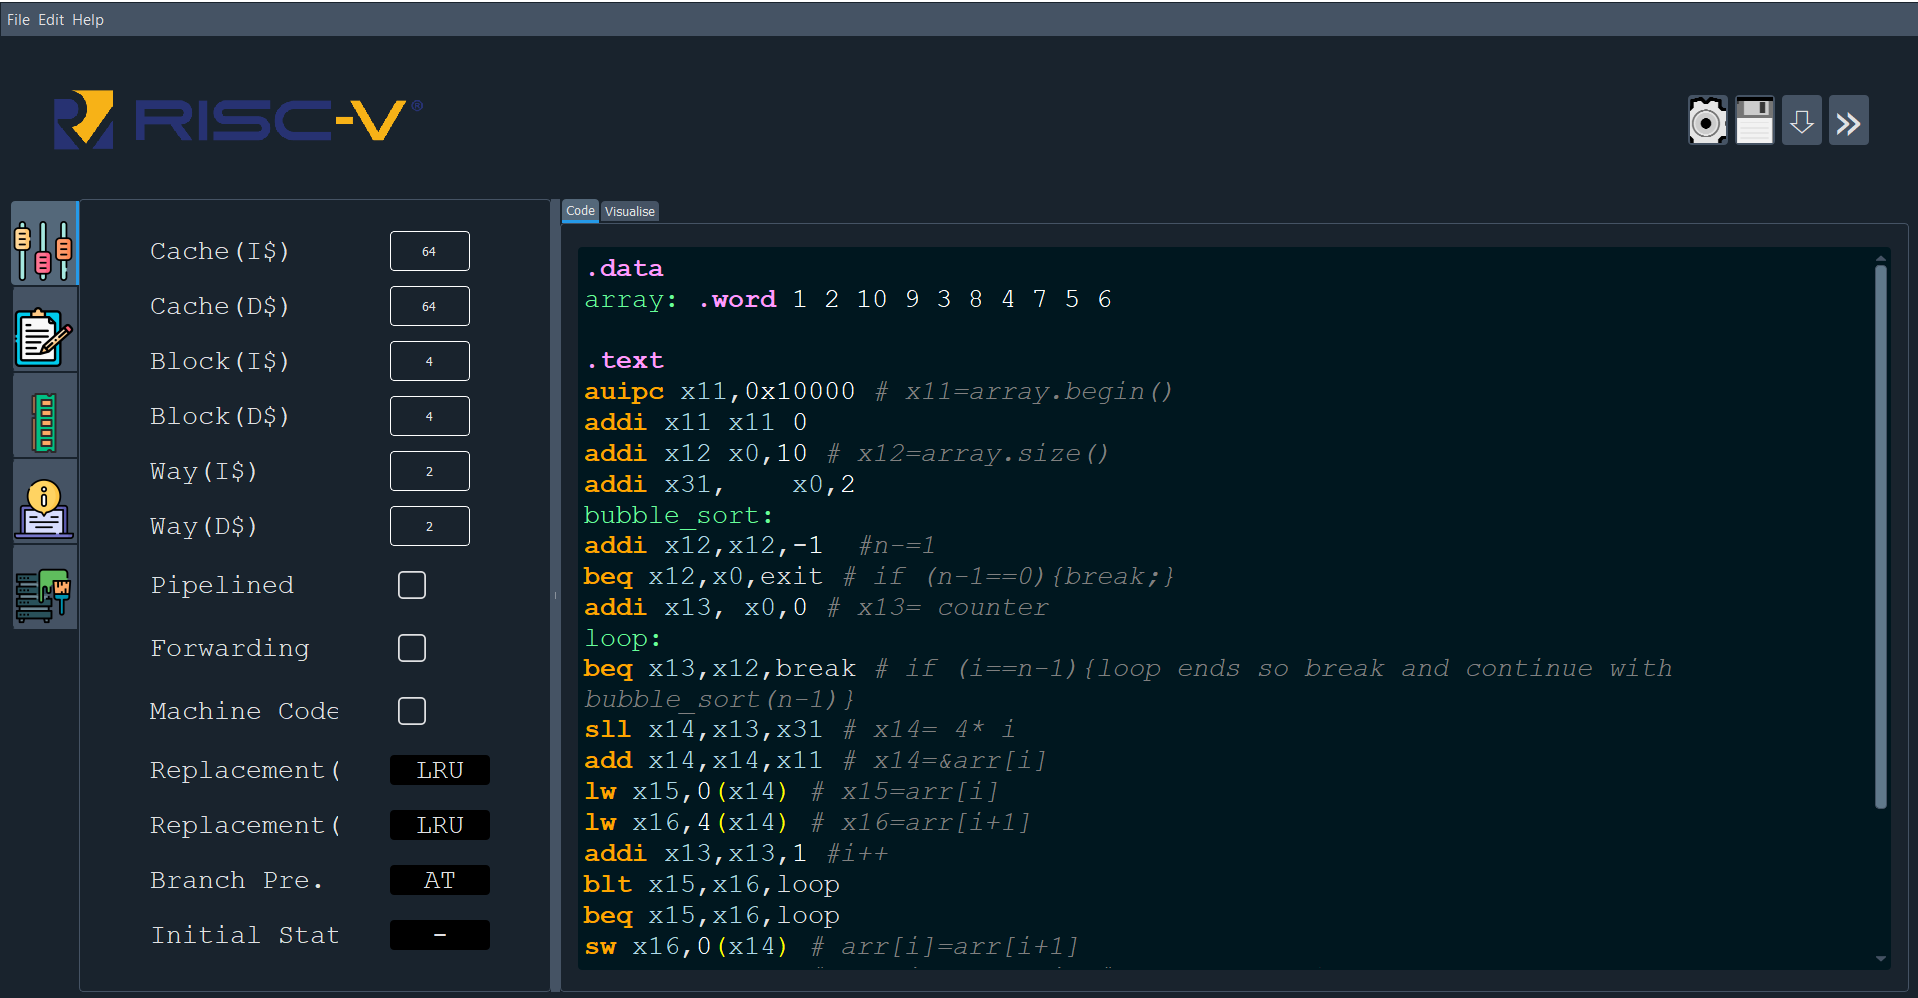 File Edit Help
RISC-V®
Code Visualise
Cache(I$) 64
Cache(D$) 64
Block(I$) 4
Block(D$) 4
Way(I$) 2
Way(D$) 2
Pipelined
Forwarding
Machine Code
Replacement( LRU
Replacement( LRU
Branch Pre. AT
Initial Stat -
.data
array: .word 1 2 10 9 3 8 4 7 5 6
.text
auipc x11,0x10000 # x11=array.begin()
addi x11 x11 0
addi x12 x0,10 # x12=array.size()
addi x31,    x0,2
bubble_sort:
addi x12,x12,-1  #n-=1
beq x12,x0,exit # if (n-1==0){break;}
addi x13, x0,0 # x13= counter
loop:
beq x13,x12,break # if (i==n-1){loop ends so break and continue with
bubble_sort(n-1)}
sll x14,x13,x31 # x14= 4* i
add x14,x14,x11 # x14=&arr[i]
lw x15,0(x14) # x15=arr[i]
lw x16,4(x14) # x16=arr[i+1]
addi x13,x13,1 #i++
blt x15,x16,loop
beq x15,x16,loop
sw x16,0(x14) # arr[i]=arr[i+1]